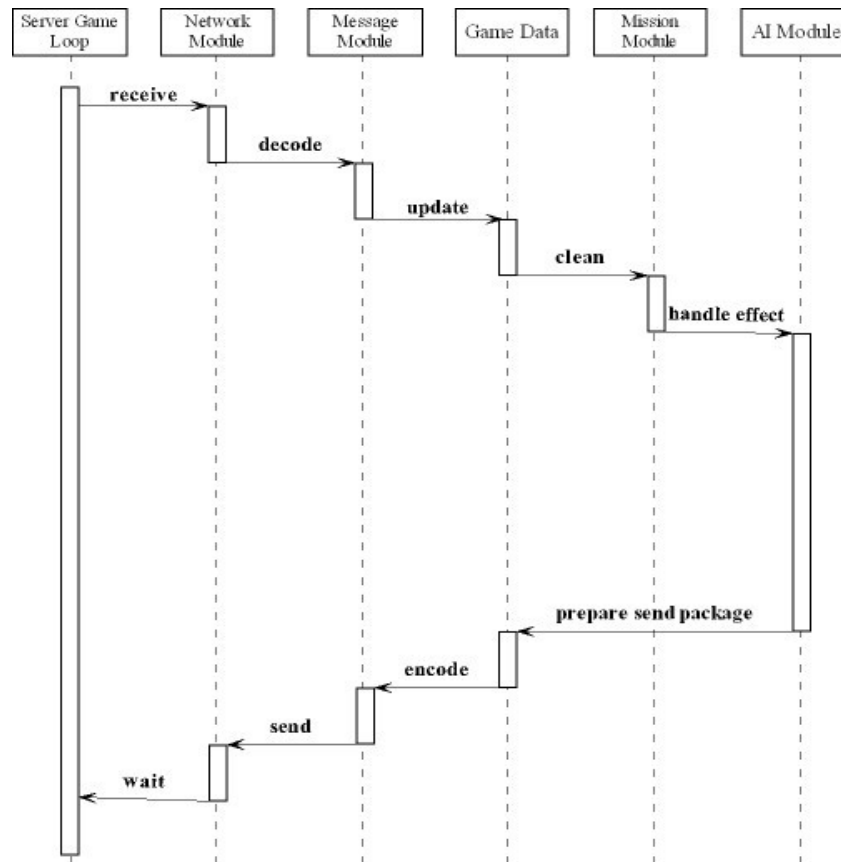 Server Game
Loop
Network
Module
Message
Module
Game Data
Mission
Module
AI Module
receive
decode
update
clean
handle effect
prepare send package
encode
send
wait